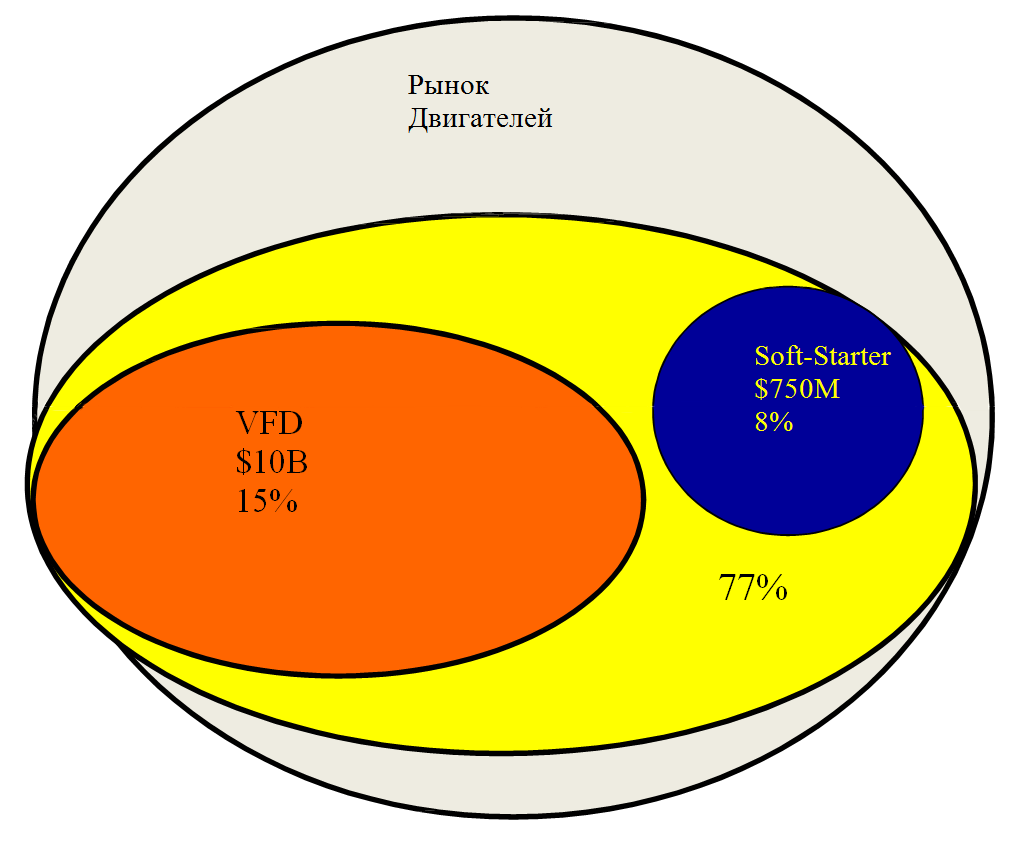 Рынок
Двигателей
Soft-Starter
$750M
8%
VFD
$10B
15%
77%